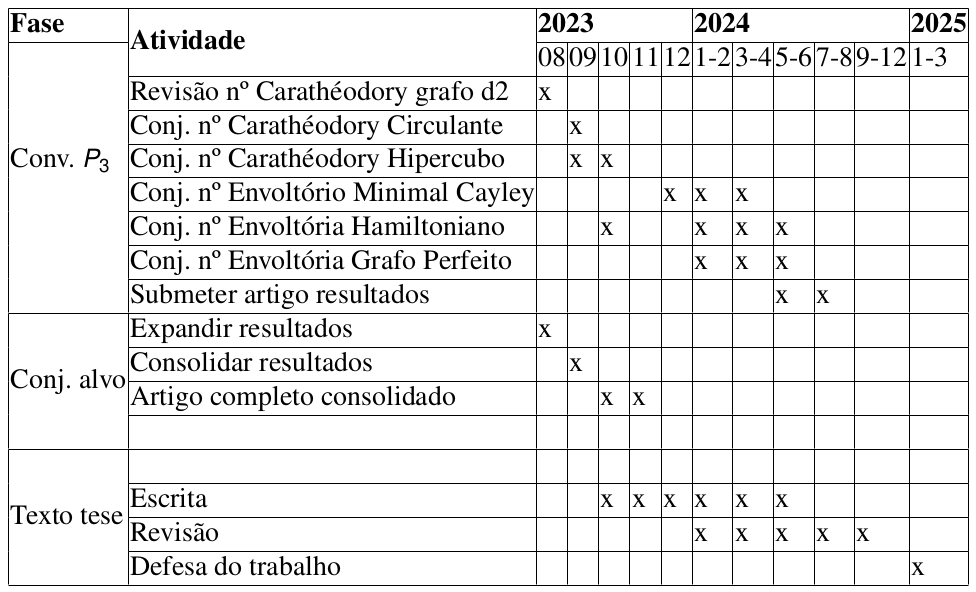 Fase Atividade 2023 2024 2025
08 09 10 11 12 1-2 3-4 5-6 7-8 9-12 1-3
Revisão nº Carathéodory grafo d2 x
Conj. nº Carathéodory Circulante x
Conv. P3 Conj. nº Carathéodory Hipercubo x x
Conj. nº Envoltório Minimal Cayley x x x
Conj. nº Envoltória Hamiltoniano x x x x
Conj. nº Envoltória Grafo Perfeito x x x
Submeter artigo resultados x x
Expandir resultados x
Conj. alvo Consolidar resultados x
Artigo completo consolidado x x
Texto tese Escrita x x x x x x
Revisão x x x x x
Defesa do trabalho x